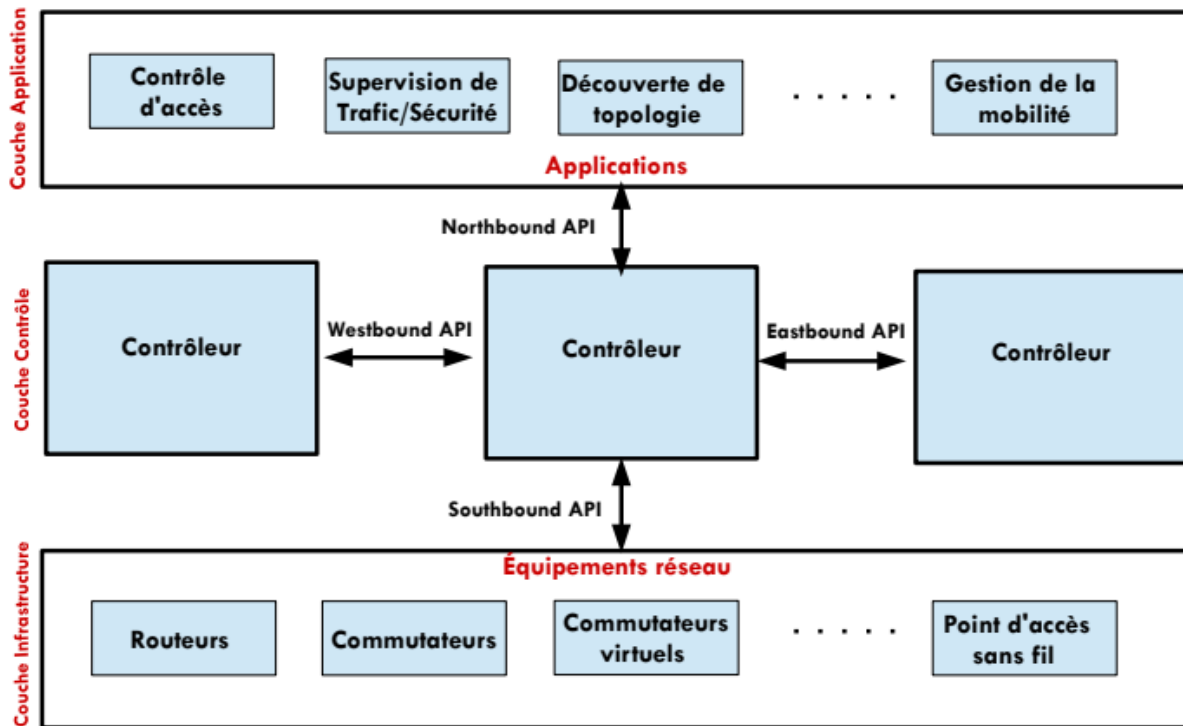 Couche Application
Contrôle
d'accès
Supervision de
Trafic/Sécurité
Découverte de
topologie
. . . . .
Gestion de la
mobilité
Applications
Northbound API
Couche Contrôle
Contrôleur
Westbound API
Contrôleur
Eastbound API
Contrôleur
Southbound API
Couche Infrastructure
Équipements réseau
Routeurs
Commutateurs
Commutateurs
virtuels
. . . . .
Point d'accès
sans fil